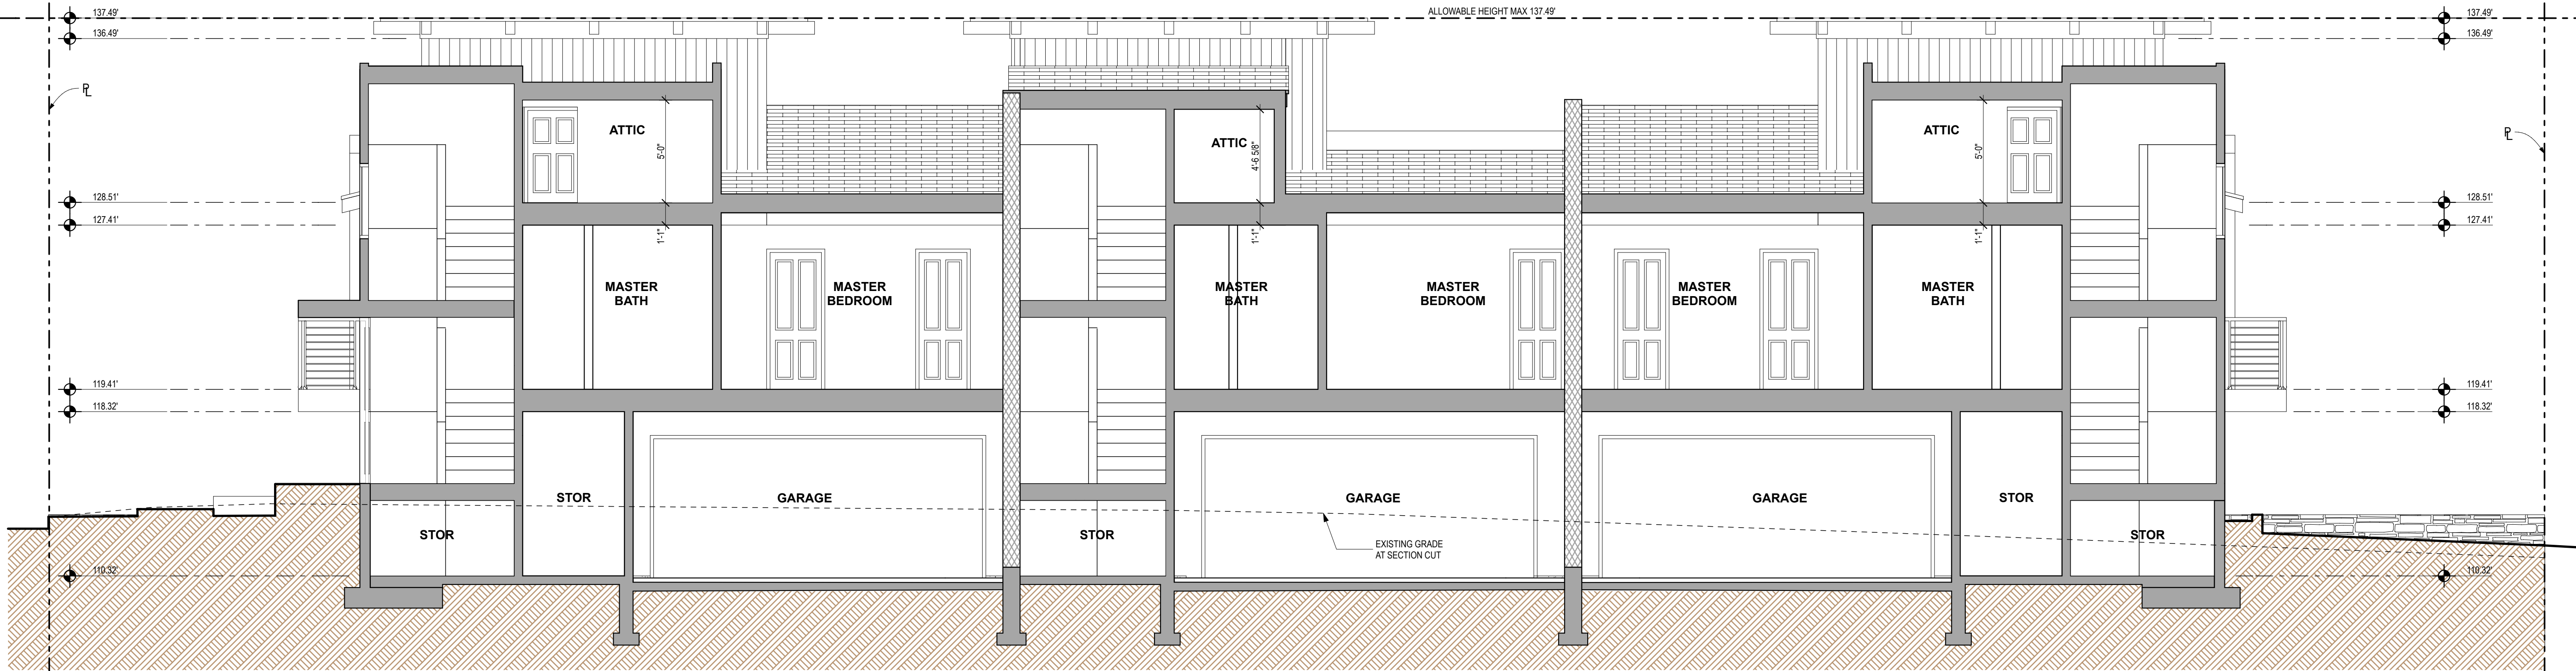 137.49'
ALLOWABLE HEIGHT MAX 137.49'
137.49'
136.49'
136.49'
PL
PL
ATTIC
5'-0"
ATTIC
4'-6 5/8"
ATTIC
5'-0"
128.51'
128.51'
127.41'
127.41'
1'-1"
1'-1"
1'-1"
MASTER
BATH
MASTER
BEDROOM
MASTER
BATH
MASTER
BEDROOM
MASTER
BEDROOM
MASTER
BATH
119.41'
119.41'
118.32'
118.32'
STOR
GARAGE
GARAGE
GARAGE
STOR
STOR
STOR
STOR
EXISTING GRADE
AT SECTION CUT
110.32'
110.32'